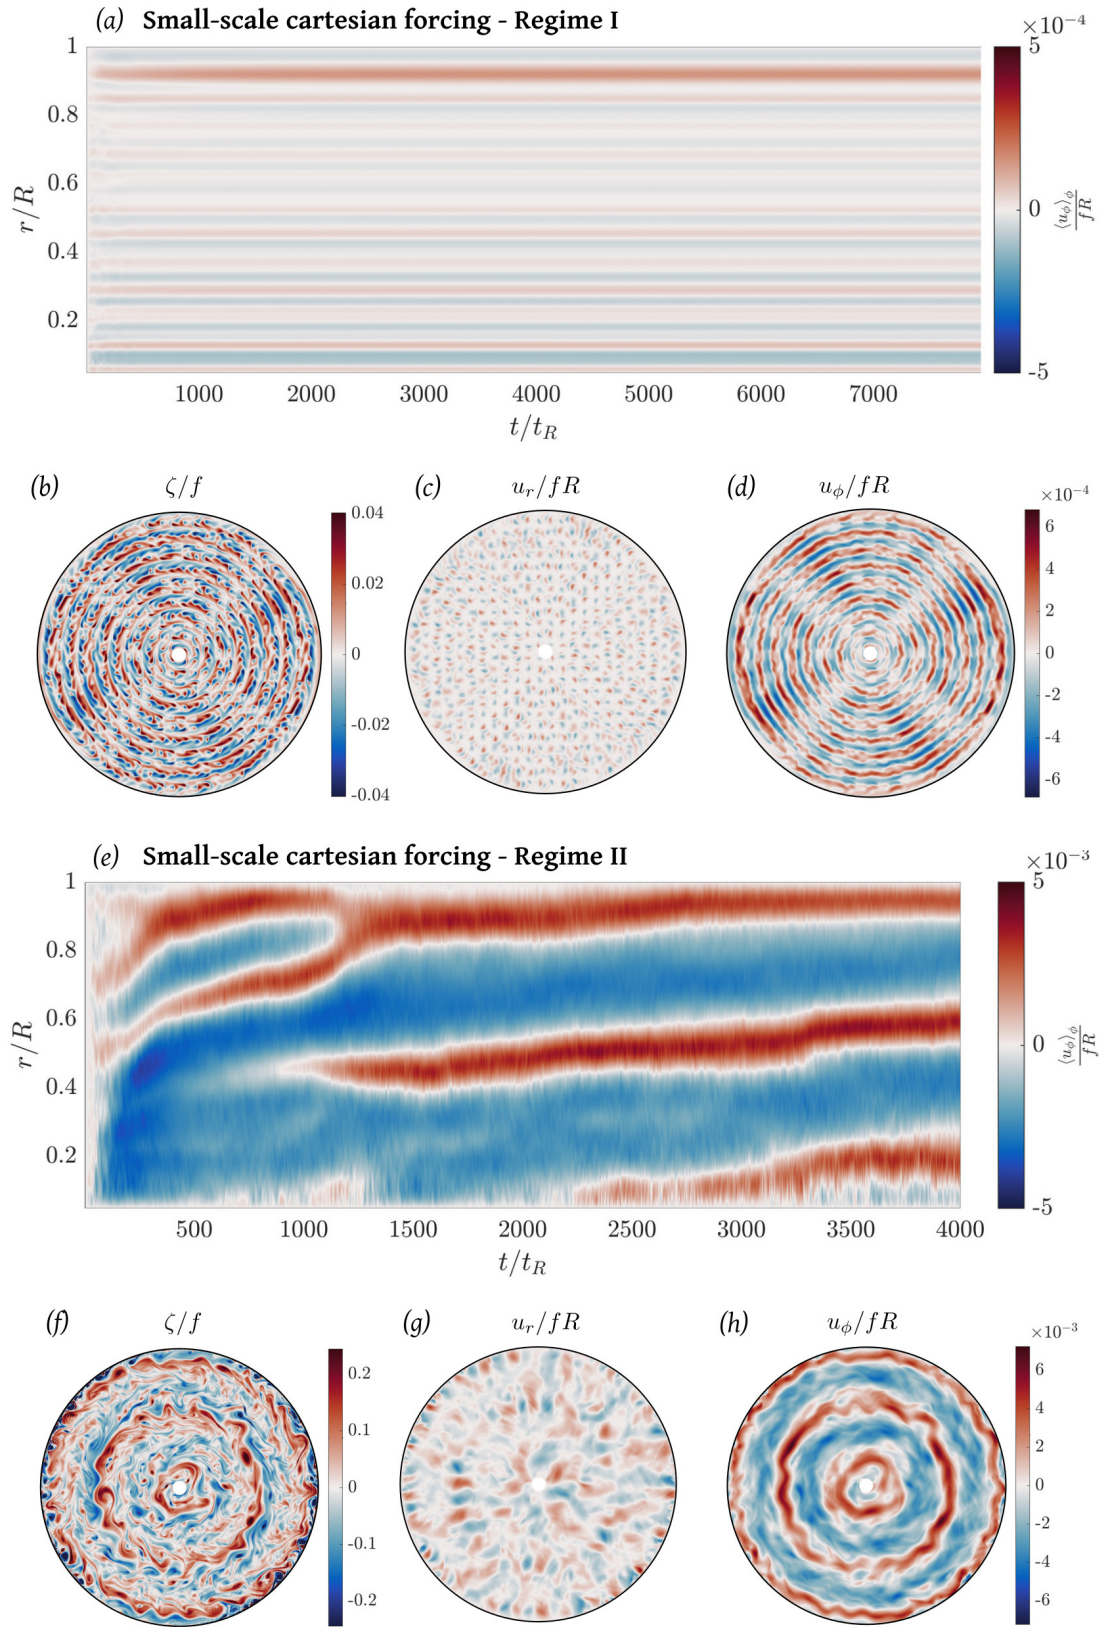 (a) Small-scale cartesian forcing - Regime I
×10⁻⁴
1
0.8
0.6
0.4
0.2
r/R
1000 2000 3000 4000 5000 6000 7000
t/t_R
5
0
-5
⟨u_ϕ⟩_ϕ / fR
(b) ζ/f
0.04
0.02
0
-0.02
-0.04
(c) u_r/fR
(d) u_ϕ/fR
×10⁻⁴
6
4
2
0
-2
-4
-6
(e) Small-scale cartesian forcing - Regime II
×10⁻³
1
0.8
0.6
0.4
0.2
r/R
500 1000 1500 2000 2500 3000 3500 4000
t/t_R
5
0
-5
⟨u_ϕ⟩_ϕ / fR
(f) ζ/f
0.2
0.1
0
-0.1
-0.2
(g) u_r/fR
(h) u_ϕ/fR
×10⁻³
6
4
2
0
-2
-4
-6